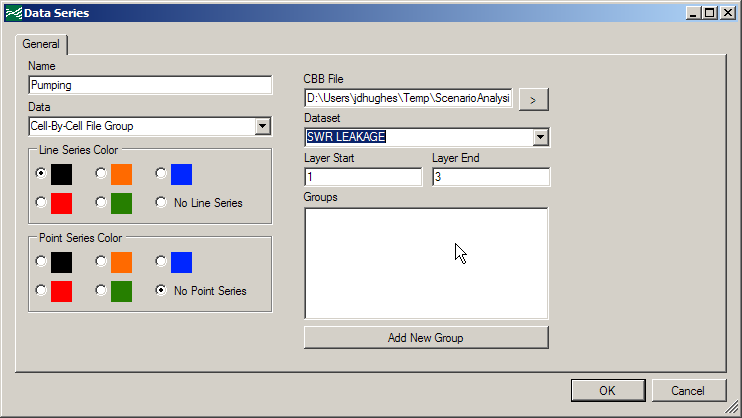 Data Series
General
Name
Pumping
Data
Cell-By-Cell File Group
Line Series Color
No Line Series
Point Series Color
No Point Series
CBB File
D:\Users\jdhughes\Temp\ScenarioAnalysi
>
Dataset
SWR LEAKAGE
Layer Start
Layer End
1
3
Groups
Add New Group
OK
Cancel